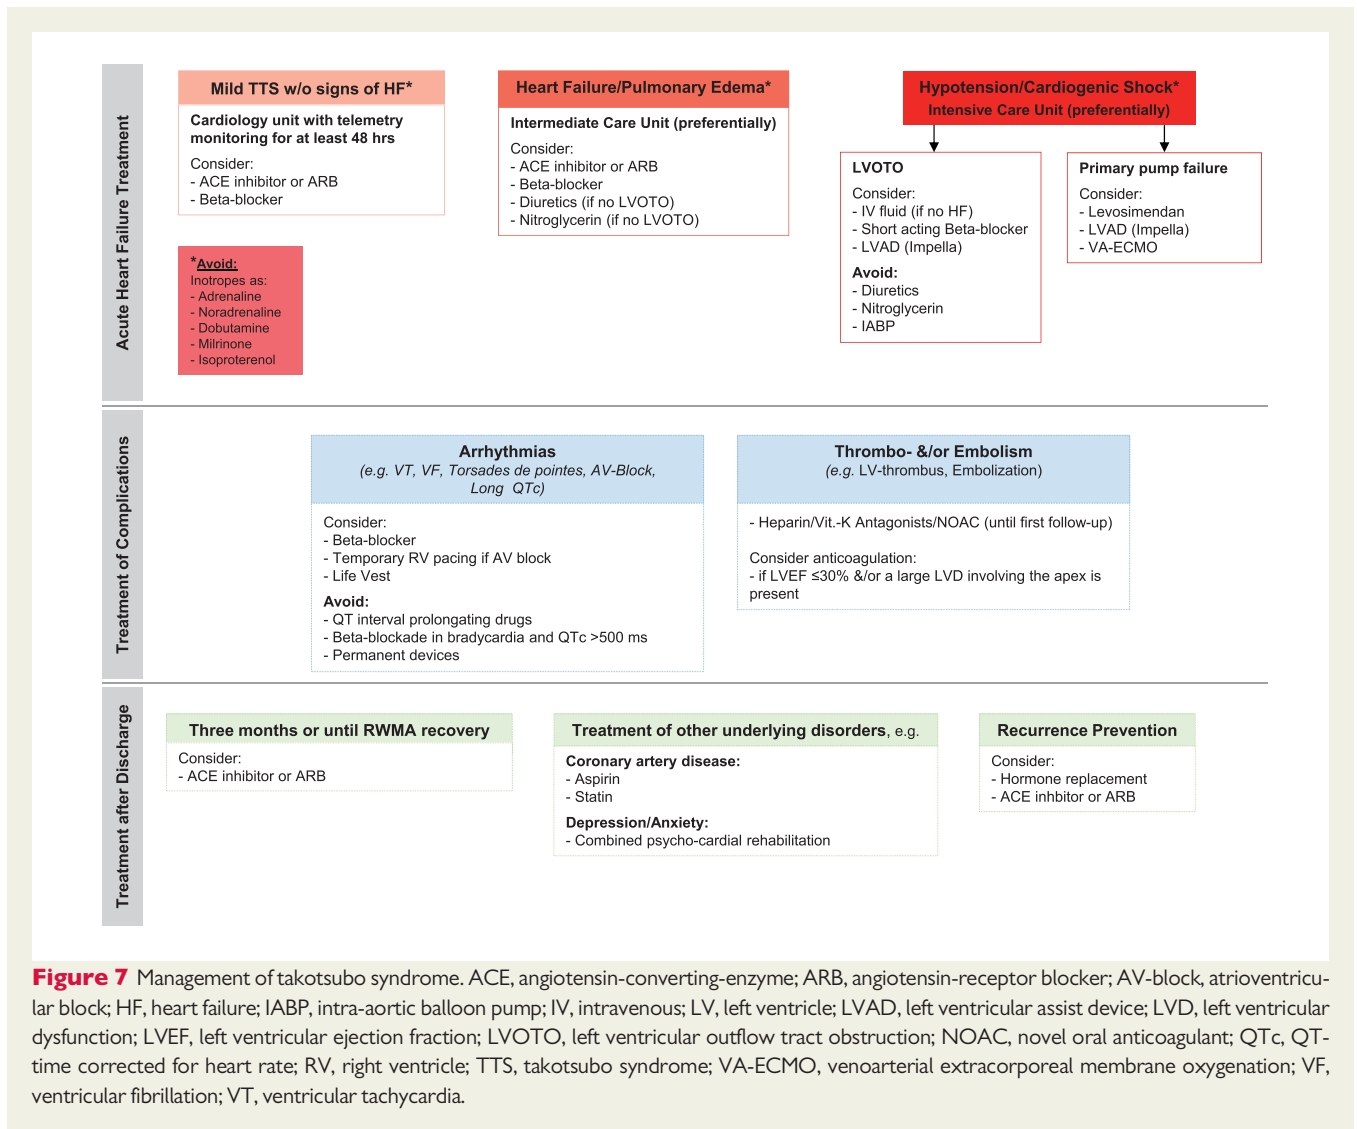 Acute Heart Failure Treatment
Mild TTS w/o signs of HF*
Cardiology unit with telemetry
monitoring for at least 48 hrs
Consider:
- ACE inhibitor or ARB
- Beta-blocker
*Avoid:
Inotropes as:
- Adrenaline
- Noradrenaline
- Dobutamine
- Milrinone
- Isoproterenol
Heart Failure/Pulmonary Edema*
Intermediate Care Unit (preferentially)
Consider:
- ACE inhibitor or ARB
- Beta-blocker
- Diuretics (if no LVOTO)
- Nitroglycerin (if no LVOTO)
Hypotension/Cardiogenic Shock*
Intensive Care Unit (preferentially)
LVOTO
Consider:
- IV fluid (if no HF)
- Short acting Beta-blocker
- LVAD (Impella)
Avoid:
- Diuretics
- Nitroglycerin
- IABP
Primary pump failure
Consider:
- Levosimendan
- LVAD (Impella)
- VA-ECMO
Treatment of Complications
Arrhythmias
(e.g. VT, VF, Torsades de pointes, AV-Block,
Long QTc)
Consider:
- Beta-blocker
- Temporary RV pacing if AV block
- Life Vest
Avoid:
- QT interval prolongating drugs
- Beta-blockade in bradycardia and QTc >500 ms
- Permanent devices
Thrombo- &/or Embolism
(e.g. LV-thrombus, Embolization)
- Heparin/Vit.-K Antagonists/NOAC (until first follow-up)
Consider anticoagulation:
- if LVEF ≤30% &/or a large LVD involving the apex is
present
Treatment after Discharge
Three months or until RWMA recovery
Consider:
- ACE inhibitor or ARB
Treatment of other underlying disorders, e.g.
Coronary artery disease:
- Aspirin
- Statin
Depression/Anxiety:
- Combined psycho-cardial rehabilitation
Recurrence Prevention
Consider:
- Hormone replacement
- ACE inhbitor or ARB
Figure 7 Management of takotsubo syndrome. ACE, angiotensin-converting-enzyme; ARB, angiotensin-receptor blocker; AV-block, atrioventricu-
lar block; HF, heart failure; IABP, intra-aortic balloon pump; IV, intravenous; LV, left ventricle; LVAD, left ventricular assist device; LVD, left ventricular
dysfunction; LVEF, left ventricular ejection fraction; LVOTO, left ventricular outflow tract obstruction; NOAC, novel oral anticoagulant; QTc, QT-
time corrected for heart rate; RV, right ventricle; TTS, takotsubo syndrome; VA-ECMO, venoarterial extracorporeal membrane oxygenation; VF,
ventricular fibrillation; VT, ventricular tachycardia.